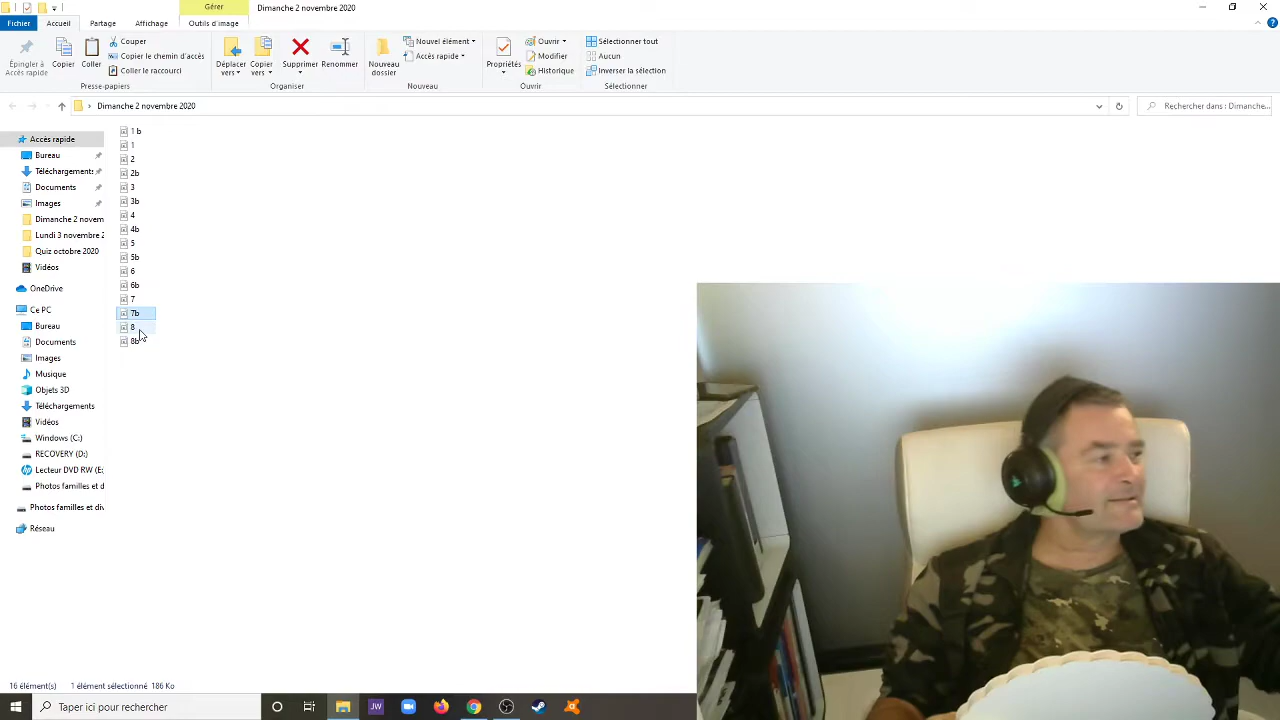 Gérer
Dimanche 2 novembre 2020
Fichier
Accueil
Partage
Affichage
Outils d'image
Épingler à
Accès rapide
Copier
Coller
Couper
Copier le chemin d'accès
Coller le raccourci
Presse-papiers
Déplacer
vers
Copier
vers
Supprimer
Renommer
Organiser
Nouveau
dossier
Nouvel élément
Accès rapide
Nouveau
Propriétés
Ouvrir
Modifier
Historique
Ouvrir
Sélectionner tout
Aucun
Inverser la sélection
Sélectionner
Dimanche 2 novembre 2020
Rechercher dans : Dimanche...
Accès rapide
Bureau
Téléchargement:
Documents
Images
Dimanche 2 novem
Lundi 3 novembre 2
Quiz octobre 2020
Vidéos
OneDrive
Ce PC
Bureau
Documents
Images
Musique
Objets 3D
Téléchargements
Vidéos
Windows (C:)
RECOVERY (D:)
Lecteur DVD RW (E:
Photos familles et d
Photos familles et div
Réseau
1 b
1
2
2b
3
3b
4
4b
5
5b
6
6b
7
7b
8
8b
16 élément(s)
1 élément sélectionné 186 Ko
Taper ici pour rechercher
JW